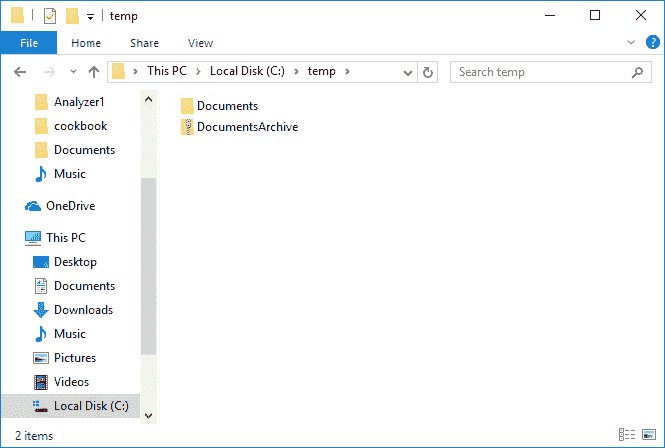 temp
File Home Share View
This PC Local Disk (C:) temp Search temp
Analyzer1
cookbook
Documents
Music
OneDrive
This PC
Desktop
Documents
Downloads
Music
Pictures
Videos
Local Disk (C:)
Documents
DocumentsArchive
2 items